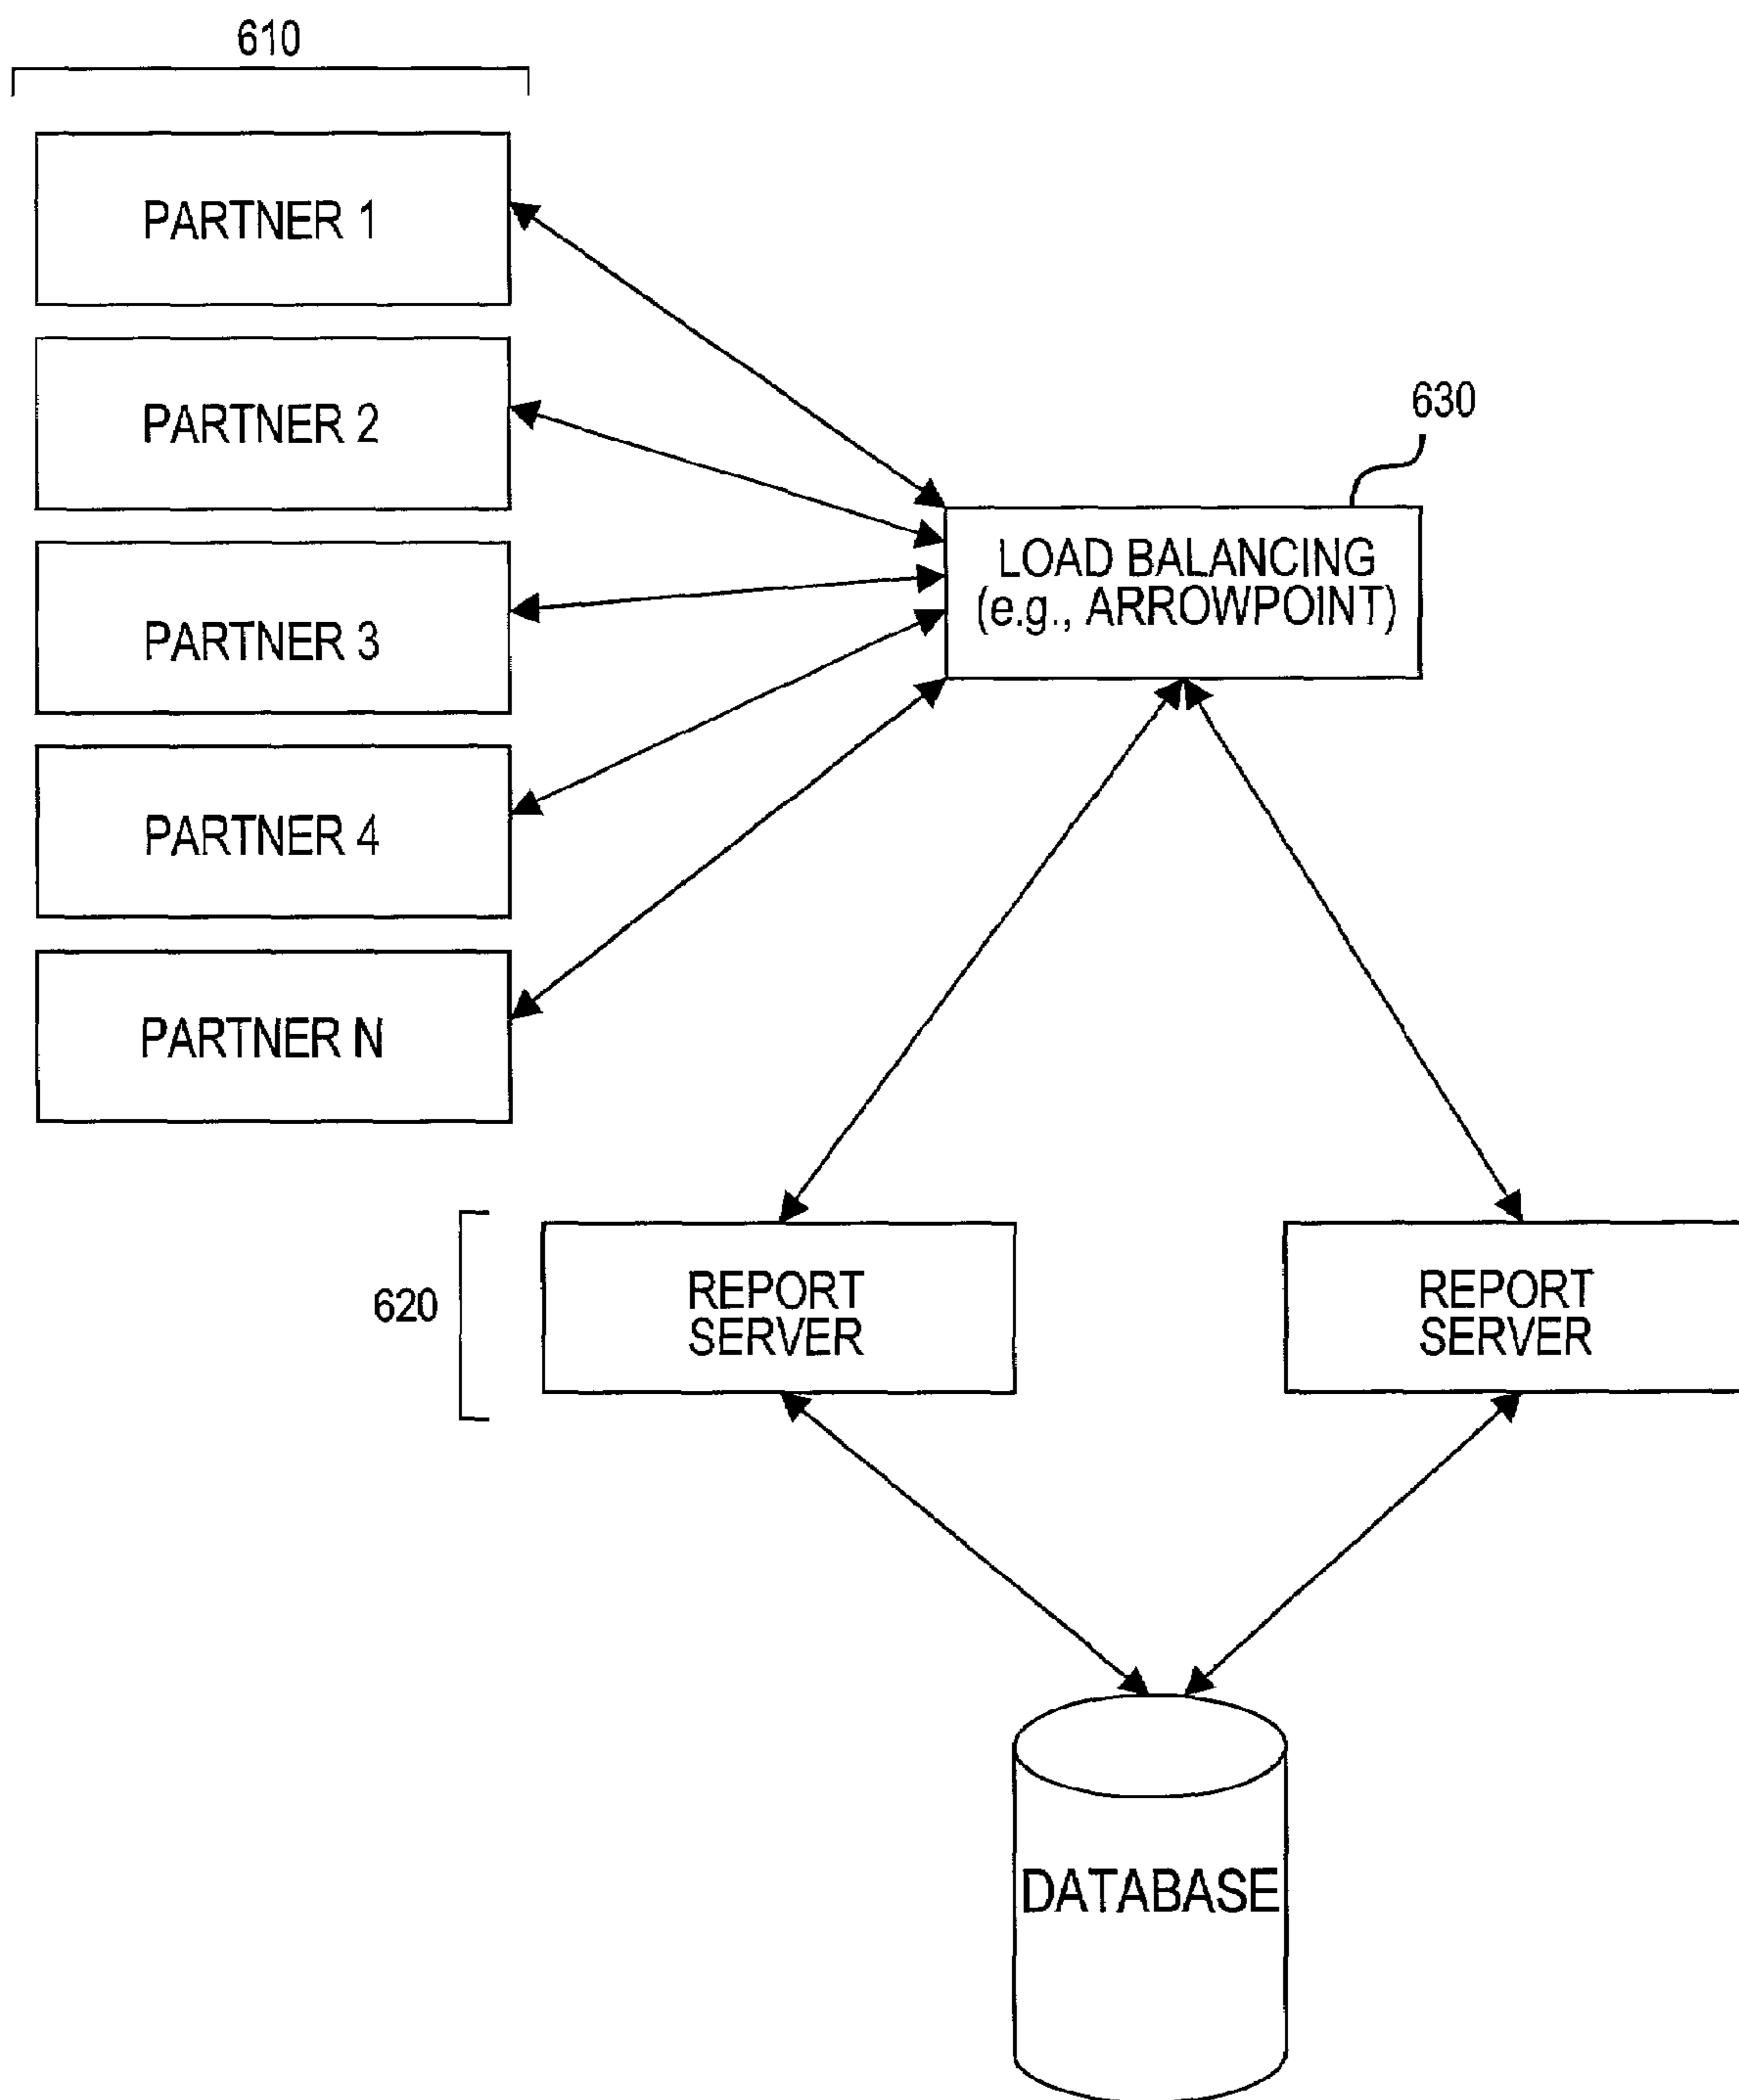 610
PARTNER 1
PARTNER 2
PARTNER 3
PARTNER 4
PARTNER N
630
LOAD BALANCING
(e.g., ARROWPOINT)
620
REPORT
SERVER
REPORT
SERVER
DATABASE